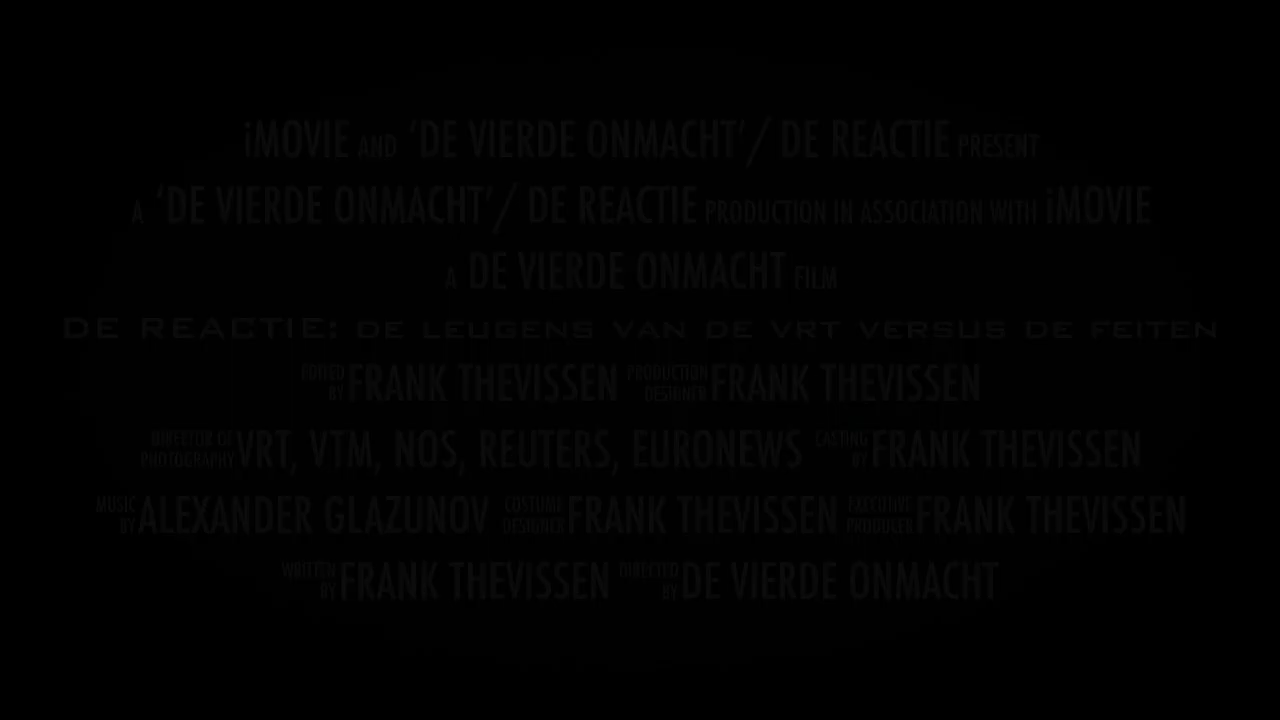 iMOVIE AND ‘DE VIERDE ONMACHT’/ DE REACTIE PRESENT
A ‘DE VIERDE ONMACHT’/ DE REACTIE PRODUCTION IN ASSOCIATION WITH iMOVIE
A DE VIERDE ONMACHT FILM
DE REACTIE: DE LEUGENS VAN DE VRT VERSUS DE FEITEN
EDITED BY FRANK THEVISSEN PRODUCTION DESIGNER FRANK THEVISSEN
DIRECTOR OF PHOTOGRAPHY VRT, VTM, NOS, REUTERS, EURONEWS CASTING BY FRANK THEVISSEN
MUSIC BY ALEXANDER GLAZUNOV COSTUME DESIGNER FRANK THEVISSEN EXECUTIVE PRODUCER FRANK THEVISSEN
WRITTEN BY FRANK THEVISSEN DIRECTED BY DE VIERDE ONMACHT